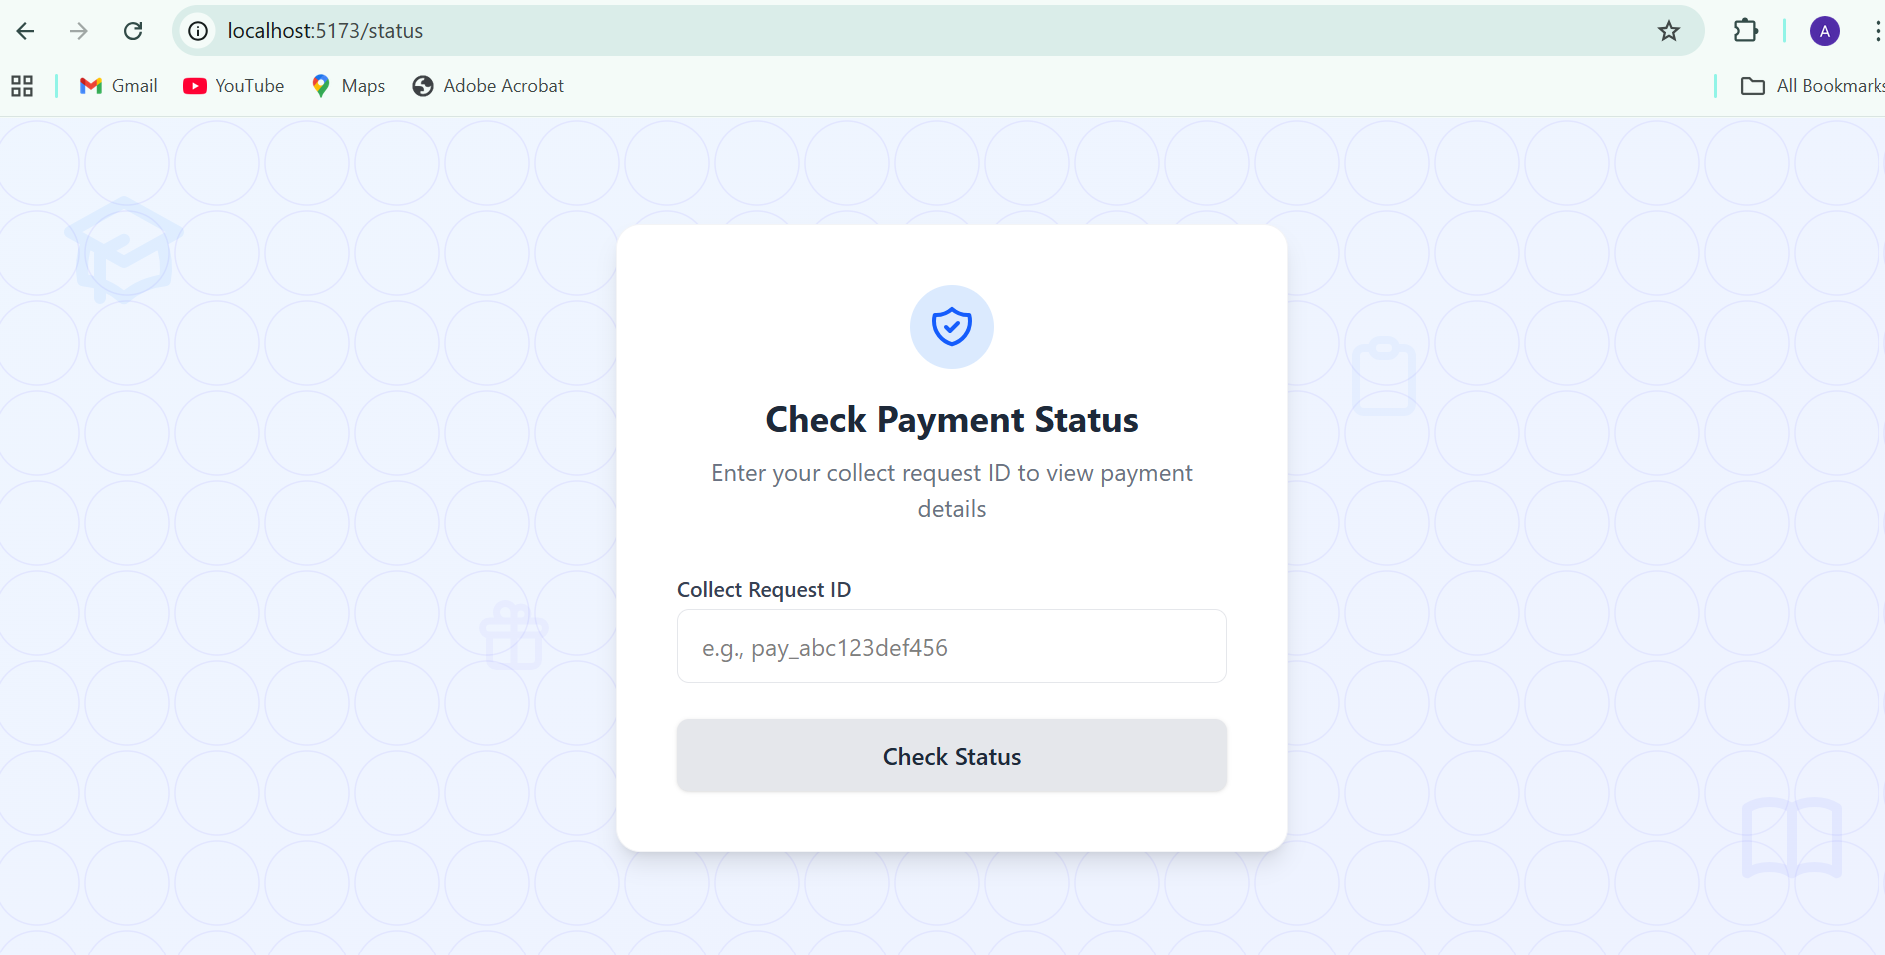 localhost:5173/status
A
Gmail
YouTube
Maps
Adobe Acrobat
All Bookmarks
Check Payment Status
Enter your collect request ID to view payment
details
Collect Request ID
e.g., pay_abc123def456
Check Status